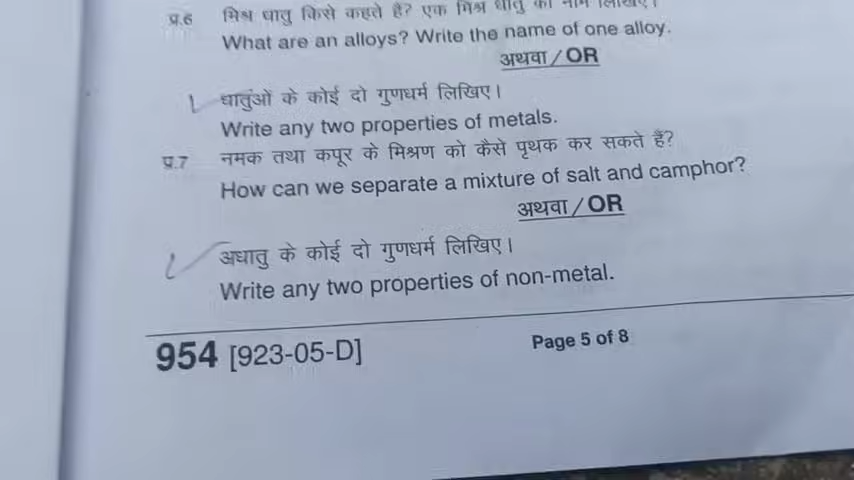 प्र.6 मिश्र धातु किसे कहते हैं? एक मिश्र धातु का नाम लिखिए।
What are an alloys? Write the name of one alloy.
अथवा/OR
धातुओं के कोई दो गुणधर्म लिखिए।
Write any two properties of metals.
प्र.7 नमक तथा कपूर के मिश्रण को कैसे पृथक कर सकते हैं?
How can we separate a mixture of salt and camphor?
अथवा/OR
अधातु के कोई दो गुणधर्म लिखिए।
Write any two properties of non-metal.
954 [923-05-D] Page 5 of 8